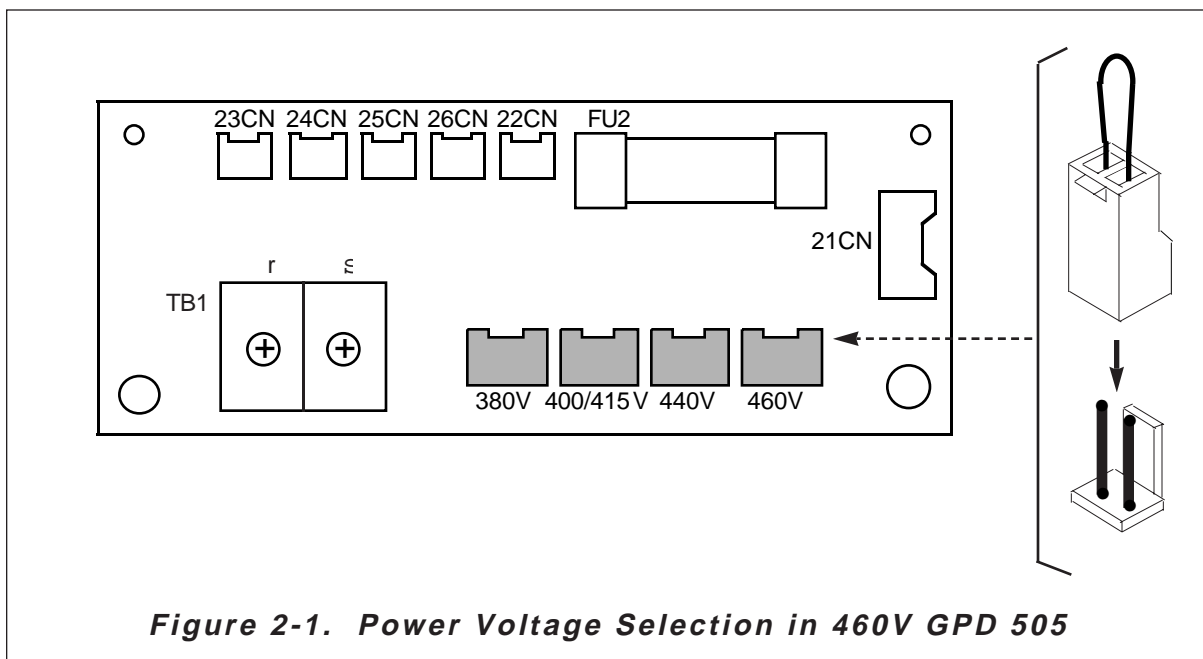 23CN 24CN 25CN 26CN 22CN FU2
21CN
r s
TB1
380V 400/415 V 440V 460V
Figure 2-1. Power Voltage Selection in 460V GPD 505